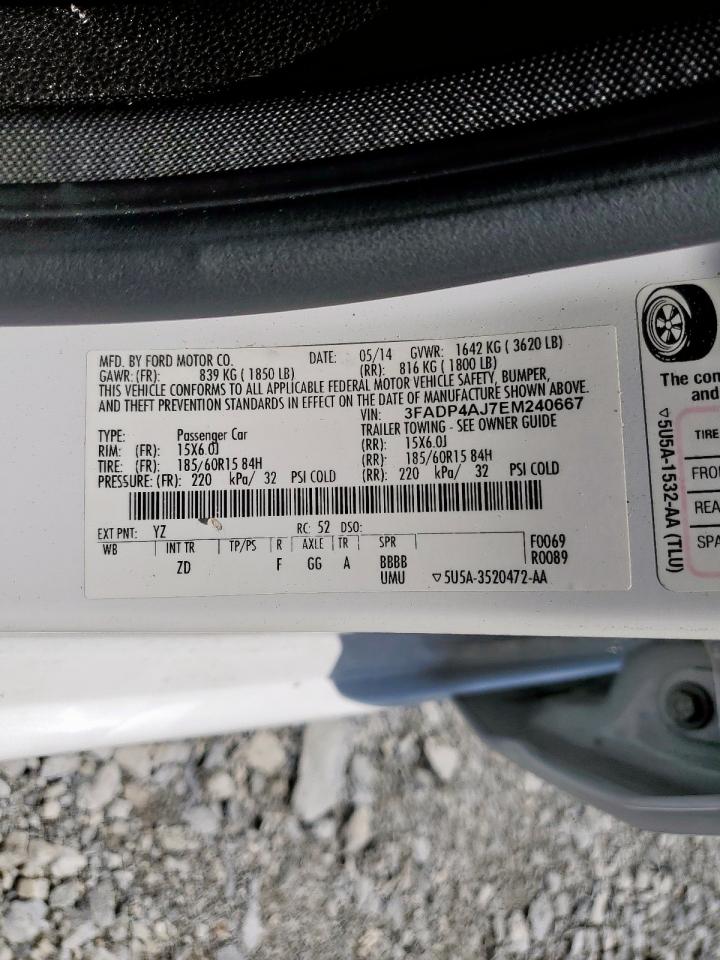 MFD. BY FORD MOTOR CO. DATE: 05/14 GVWR: 1642 KG ( 3620 LB)
GAWR: (FR): 839 KG ( 1850 LB) (RR): 816 KG ( 1800 LB)
THIS VEHICLE CONFORMS TO ALL APPLICABLE FEDERAL MOTOR VEHICLE SAFETY, BUMPER,
AND THEFT PREVENTION STANDARDS IN EFFECT ON THE DATE OF MANUFACTURE SHOWN ABOVE.
VIN: 3FADP4AJ7EM240667
TYPE: Passenger Car TRAILER TOWING - SEE OWNER GUIDE
RIM: (FR): 15X6.0J (RR): 15X6.0J
TIRE: (FR): 185/60R15 84H (RR): 185/60R15 84H
PRESSURE: (FR): 220 kPa/ 32 PSI COLD (RR): 220 kPa/ 32 PSI COLD
EXT PNT: YZ RC: 52 DSO: F0069
WB INT TR TP/PS R AXLE TR SPR R0089
ZD F GG A BBBB
UMU ▽5U5A-3520472-AA
The com
and
▽5U5A-1532-AA (TLU)
TIRE
FRO
REA
SPA